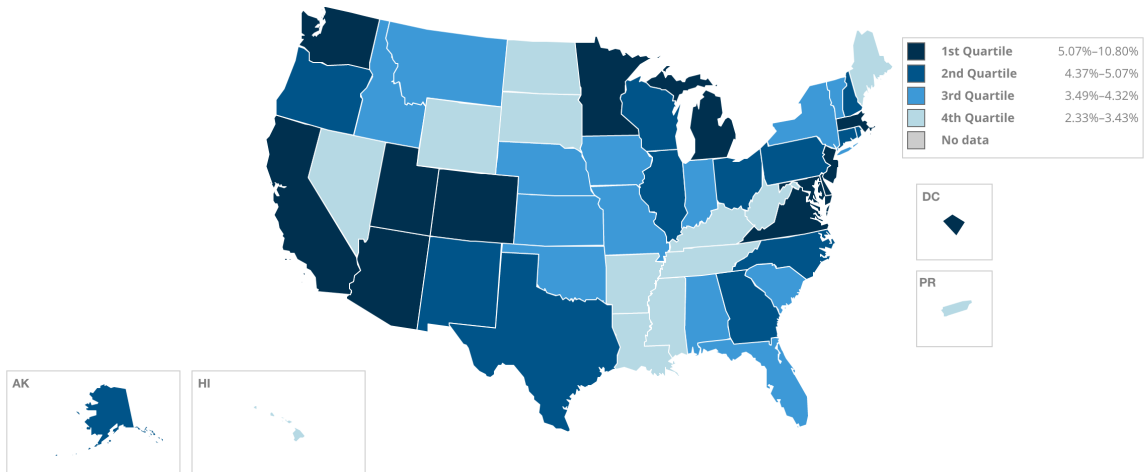 1st Quartile 5.07%–10.80%
2nd Quartile 4.37%–5.07%
3rd Quartile 3.49%–4.32%
4th Quartile 2.33%–3.43%
No data
DC
PR
AK
HI